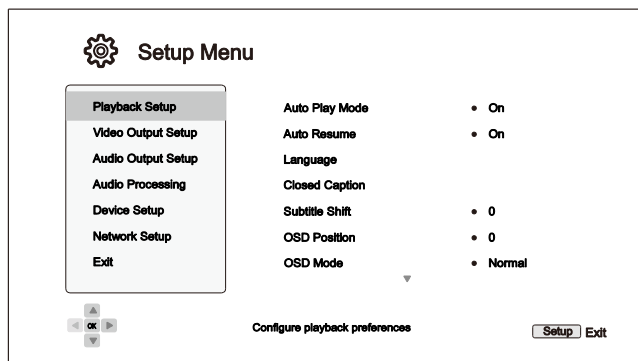 Setup Menu
Playback Setup
Video Output Setup
Audio Output Setup
Audio Processing
Device Setup
Network Setup
Exit
Auto Play Mode • On
Auto Resume • On
Language
Closed Caption
Subtitle Shift • 0
OSD Position • 0
OSD Mode • Normal
OK
Configure playback preferences
Setup Exit